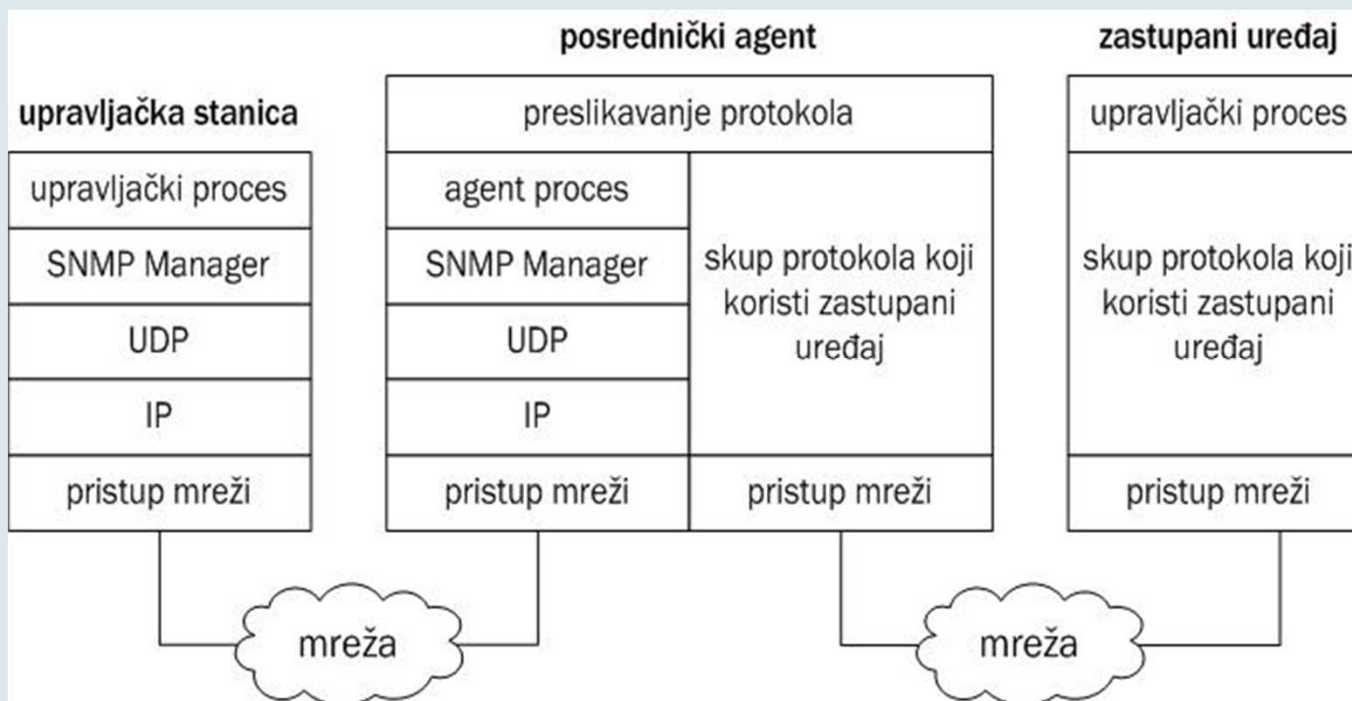 posrednički agent
zastupani uređaj
upravljačka stanica
preslikavanje protokola
upravljački proces
upravljački proces
agent proces
SNMP Manager
SNMP Manager
skup protokola koji
koristi zastupani
uređaj
skup protokola koji
koristi zastupani
uređaj
UDP
UDP
IP
IP
pristup mreži
pristup mreži
pristup mreži
pristup mreži
mreža
mreža